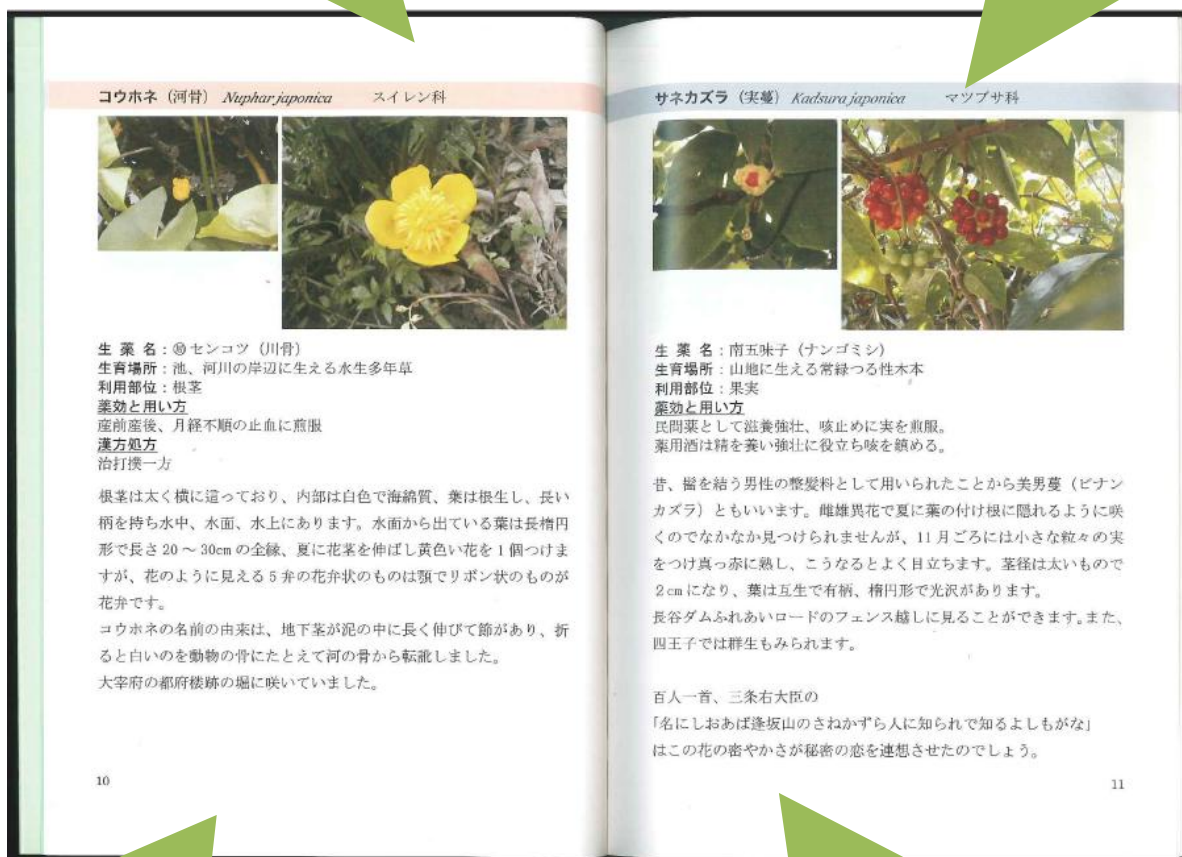 コウホネ（河骨） Nuphar japonica スイレン科
生 薬 名：㊗センコツ（川骨）
生育場所：池、河川の岸辺に生える水生多年草
利用部位：根茎
薬効と用い方
産前産後、月経不順の止血に煎服
漢方処方
治打撲一方
根茎は太く横に這っており、内部は白色で海綿質、葉は根生し、長い
柄を持ち水中、水面、水上にあります。水面から出ている葉は長楕円
形で長さ 20 ～ 30cm の全縁、夏に花茎を伸ばし黄色い花を 1 個つけま
すが、花のように見える 5 弁の花弁状のものは顎でリボン状のものが
花弁です。
コウホネの名前の由来は、地下茎が泥の中に長く伸びて節があり、折
ると白いのを動物の骨にたとえて河の骨から転訛しました。
大宰府の都府楼跡の堀に咲いていました。
10
サネカズラ（実蔓） Kadsura japonica マツブサ科
生 薬 名：南五味子（ナンゴミシ）
生育場所：山地に生える常緑つる性木本
利用部位：果実
薬効と用い方
民間薬として滋養強壮、咳止めに実を煎服。
薬用酒は精を養い強壮に役立ち咳を鎮める。
昔、髷を結う男性の整髪料として用いられたことから美男蔓（ビナン
カズラ）ともいいます。雌雄異花で夏に葉の付け根に隠れるように咲
くのでなかなか見つけられませんが、11 月ごろには小さな粒々の実
をつけ真っ赤に熟し、こうなるとよく目立ちます。茎径は太いもので
2cm になり、葉は互生で有柄、楕円形で光沢があります。
長谷ダムふれあいロードのフェンス越しに見ることができます。また、
四王子では群生もみられます。
百人一首、三条右大臣の
「名にしおあば逢坂山のさねかずら人に知られで知るよしもがな」
はこの花の密やかさが秘密の恋を連想させたのでしょう。
11